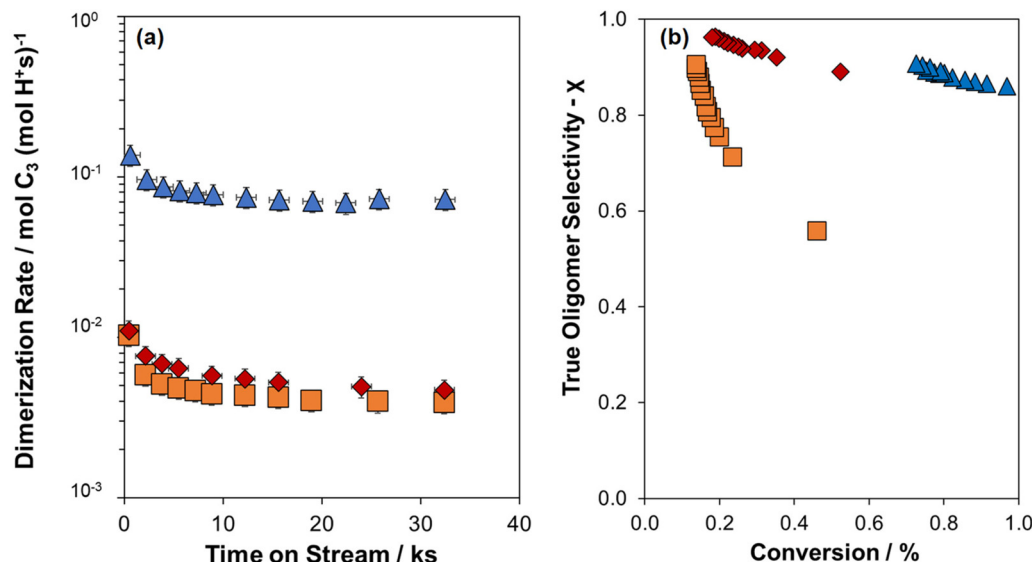 (a)
Dimerization Rate / mol C₃ (mol H⁺s)⁻¹
10⁰
10⁻¹
10⁻²
10⁻³
0 10 20 30 40
Time on Stream / ks
(b)
True Oligomer Selectivity - χ
1.0
0.8
0.6
0.4
0.2
0.0
0.0 0.2 0.4 0.6 0.8 1.0
Conversion / %